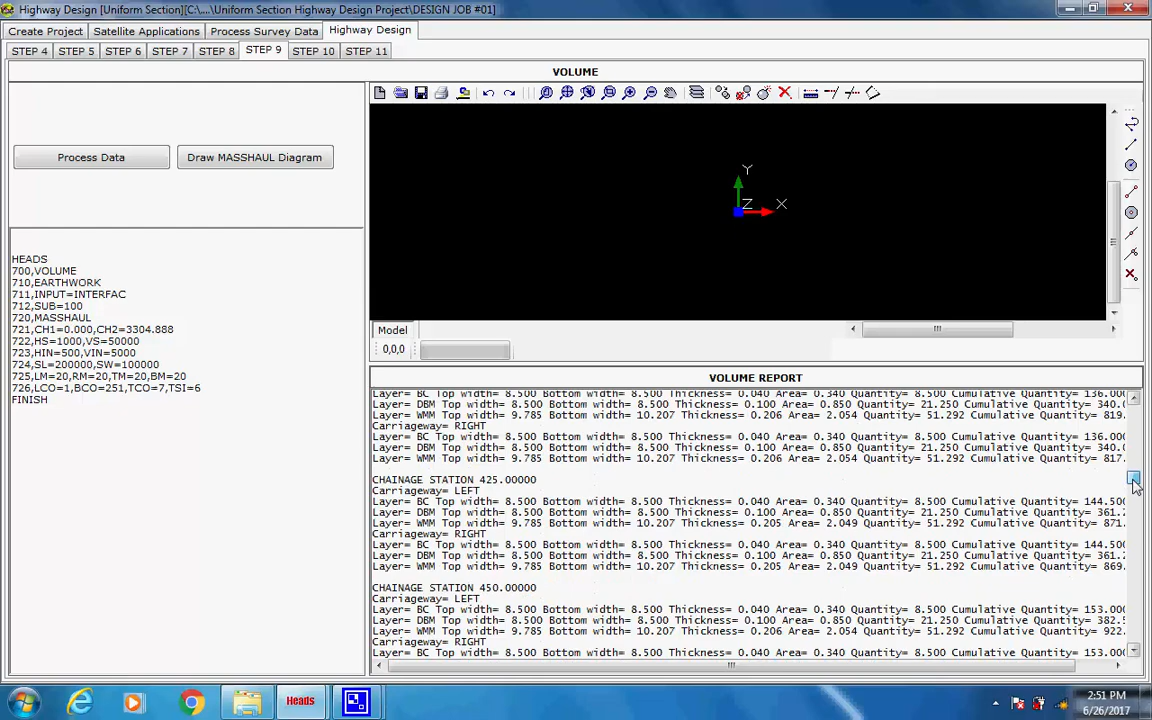 Highway Design [Uniform Section][C:\....\Uniform Section Highway Design Project\DESIGN JOB #01]
Create Project Satellite Applications Process Survey Data Highway Design
STEP 4 STEP 5 STEP 6 STEP 7 STEP 8 STEP 9 STEP 10 STEP 11
VOLUME
Process Data Draw MASSHAUL Diagram
Y
Z X
HEADS
700,VOLUME
710,EARTHWORK
711,INPUT=INTERFAC
712,SUB=100
720,MASSHAUL
721,CH1=0.000,CH2=3304.888
722,HS=1000,VS=50000
723,HIN=500,VIN=5000
724,SL=200000,SW=100000
725,LM=20,RM=20,TM=20,BM=20
726,LCO=1,BCO=251,TCO=7,TSI=6
FINISH
Model
0,0,0
VOLUME REPORT
Layer= BC Top width= 8.500 Bottom width= 8.500 Thickness= 0.040 Area= 0.340 Quantity= 8.500 Cumulative Quantity= 136.000
Layer= DBM Top width= 8.500 Bottom width= 8.500 Thickness= 0.100 Area= 0.850 Quantity= 21.250 Cumulative Quantity= 340.0
Layer= WMM Top width= 9.785 Bottom width= 10.207 Thickness= 0.206 Area= 2.054 Quantity= 51.292 Cumulative Quantity= 819.
Carriageway= RIGHT
Layer= BC Top width= 8.500 Bottom width= 8.500 Thickness= 0.040 Area= 0.340 Quantity= 8.500 Cumulative Quantity= 136.000
Layer= DBM Top width= 8.500 Bottom width= 8.500 Thickness= 0.100 Area= 0.850 Quantity= 21.250 Cumulative Quantity= 340.0
Layer= WMM Top width= 9.785 Bottom width= 10.207 Thickness= 0.206 Area= 2.054 Quantity= 51.292 Cumulative Quantity= 817.
CHAINAGE STATION 425.00000
Carriageway= LEFT
Layer= BC Top width= 8.500 Bottom width= 8.500 Thickness= 0.040 Area= 0.340 Quantity= 8.500 Cumulative Quantity= 144.500
Layer= DBM Top width= 8.500 Bottom width= 8.500 Thickness= 0.100 Area= 0.850 Quantity= 21.250 Cumulative Quantity= 361.2
Layer= WMM Top width= 9.785 Bottom width= 10.207 Thickness= 0.205 Area= 2.049 Quantity= 51.292 Cumulative Quantity= 871.
Carriageway= RIGHT
Layer= BC Top width= 8.500 Bottom width= 8.500 Thickness= 0.040 Area= 0.340 Quantity= 8.500 Cumulative Quantity= 144.500
Layer= DBM Top width= 8.500 Bottom width= 8.500 Thickness= 0.100 Area= 0.850 Quantity= 21.250 Cumulative Quantity= 361.2
Layer= WMM Top width= 9.785 Bottom width= 10.207 Thickness= 0.205 Area= 2.049 Quantity= 51.292 Cumulative Quantity= 869.
CHAINAGE STATION 450.00000
Carriageway= LEFT
Layer= BC Top width= 8.500 Bottom width= 8.500 Thickness= 0.040 Area= 0.340 Quantity= 8.500 Cumulative Quantity= 153.000
Layer= DBM Top width= 8.500 Bottom width= 8.500 Thickness= 0.100 Area= 0.850 Quantity= 21.250 Cumulative Quantity= 382.5
Layer= WMM Top width= 9.785 Bottom width= 10.207 Thickness= 0.206 Area= 2.054 Quantity= 51.292 Cumulative Quantity= 922.
Carriageway= RIGHT
Layer= BC Top width= 8.500 Bottom width= 8.500 Thickness= 0.040 Area= 0.340 Quantity= 8.500 Cumulative Quantity= 153.000
Heads
2:51 PM
6/26/2017